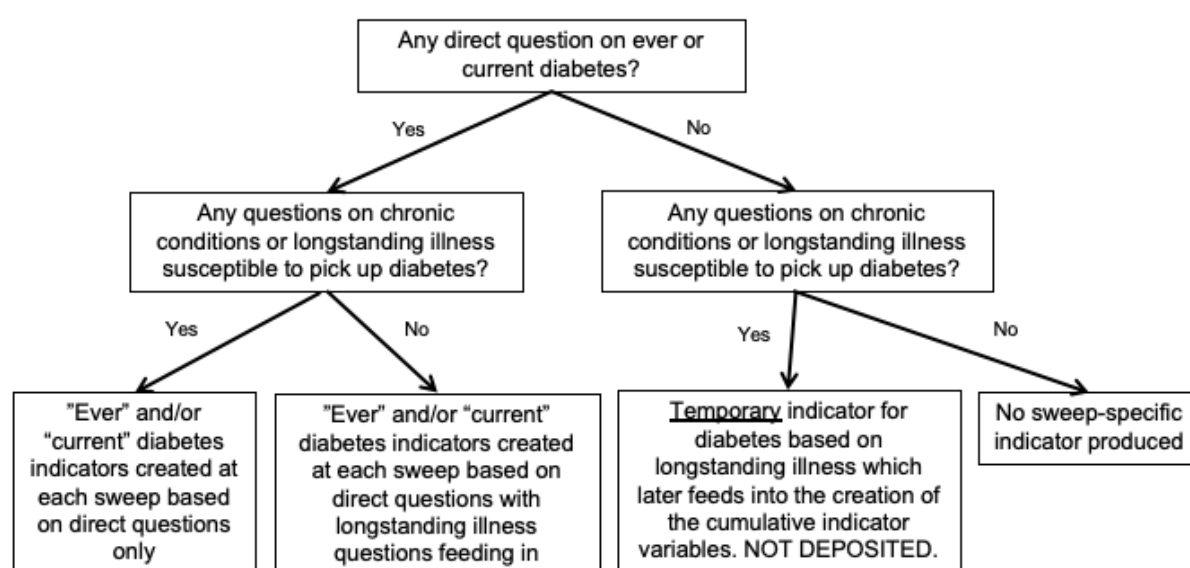 Any direct question on ever or
current diabetes?
Yes
No
Any questions on chronic
conditions or longstanding illness
susceptible to pick up diabetes?
Any questions on chronic
conditions or longstanding illness
susceptible to pick up diabetes?
Yes
No
Yes
No
”Ever” and/or
“current” diabetes
indicators created at
each sweep based
on direct questions
only
”Ever” and/or “current”
diabetes indicators created
at each sweep based on
direct questions with
longstanding illness
questions feeding in
Temporary indicator for
diabetes based on
longstanding illness which
later feeds into the creation of
the cumulative indicator
variables. NOT DEPOSITED.
No sweep-specific
indicator produced